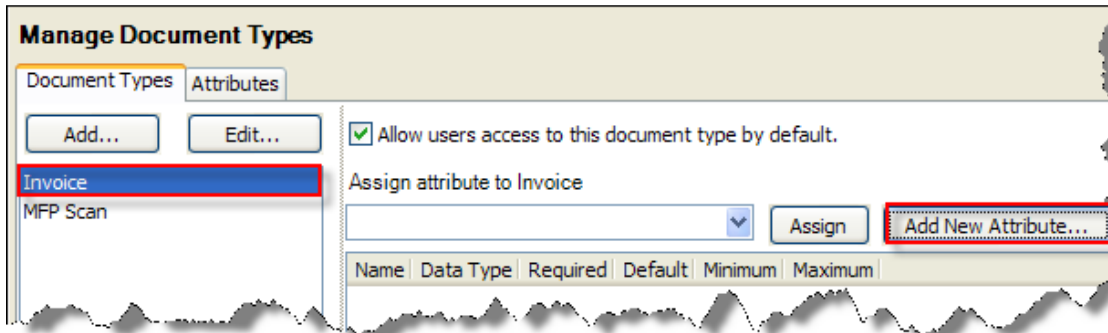 Manage Document Types
Document Types Attributes
Add... Edit... Allow users access to this document type by default.
Invoice Assign attribute to Invoice
MFP Scan
Assign Add New Attribute...
Name Data Type Required Default Minimum Maximum